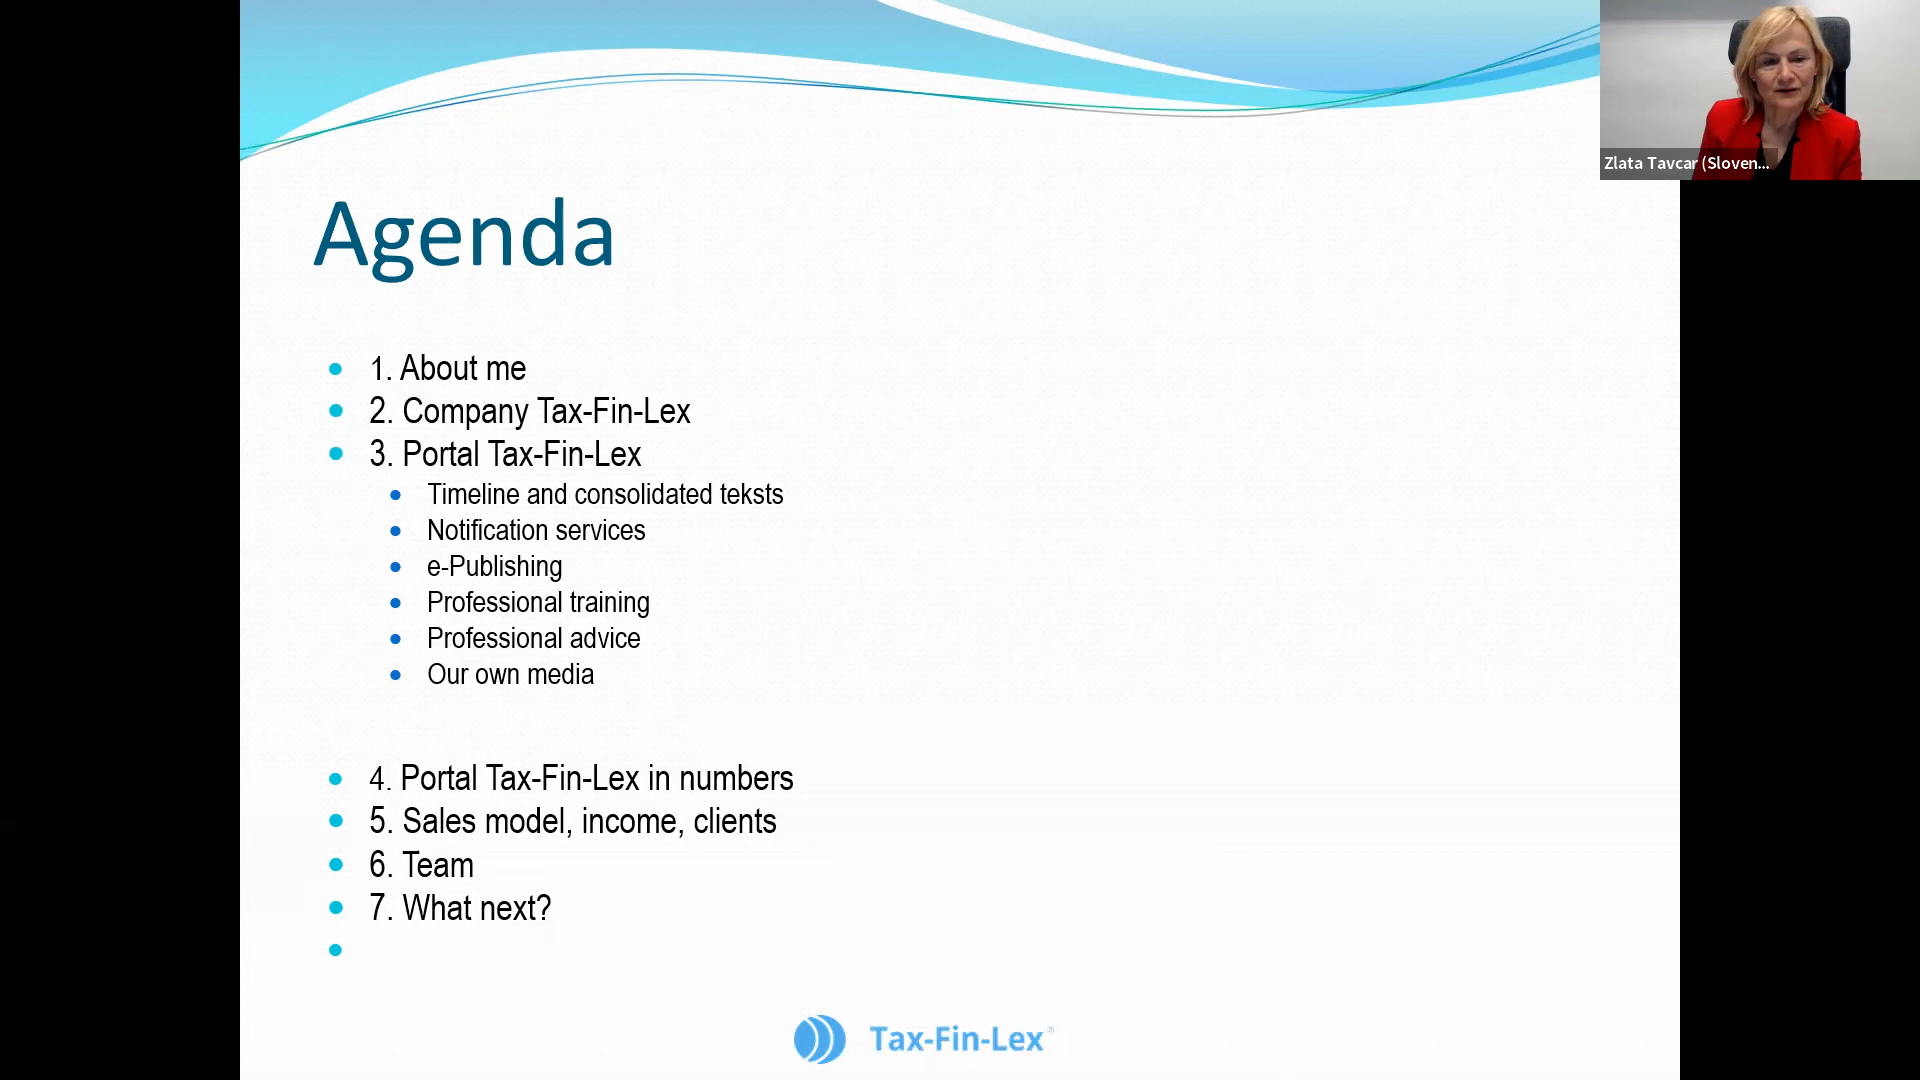 Zlata Tavcar (Sloven...
Agenda
1. About me
2. Company Tax-Fin-Lex
3. Portal Tax-Fin-Lex
Timeline and consolidated teksts
Notification services
e-Publishing
Professional training
Professional advice
Our own media
4. Portal Tax-Fin-Lex in numbers
5. Sales model, income, clients
6. Team
7. What next?
Tax-Fin-Lex®